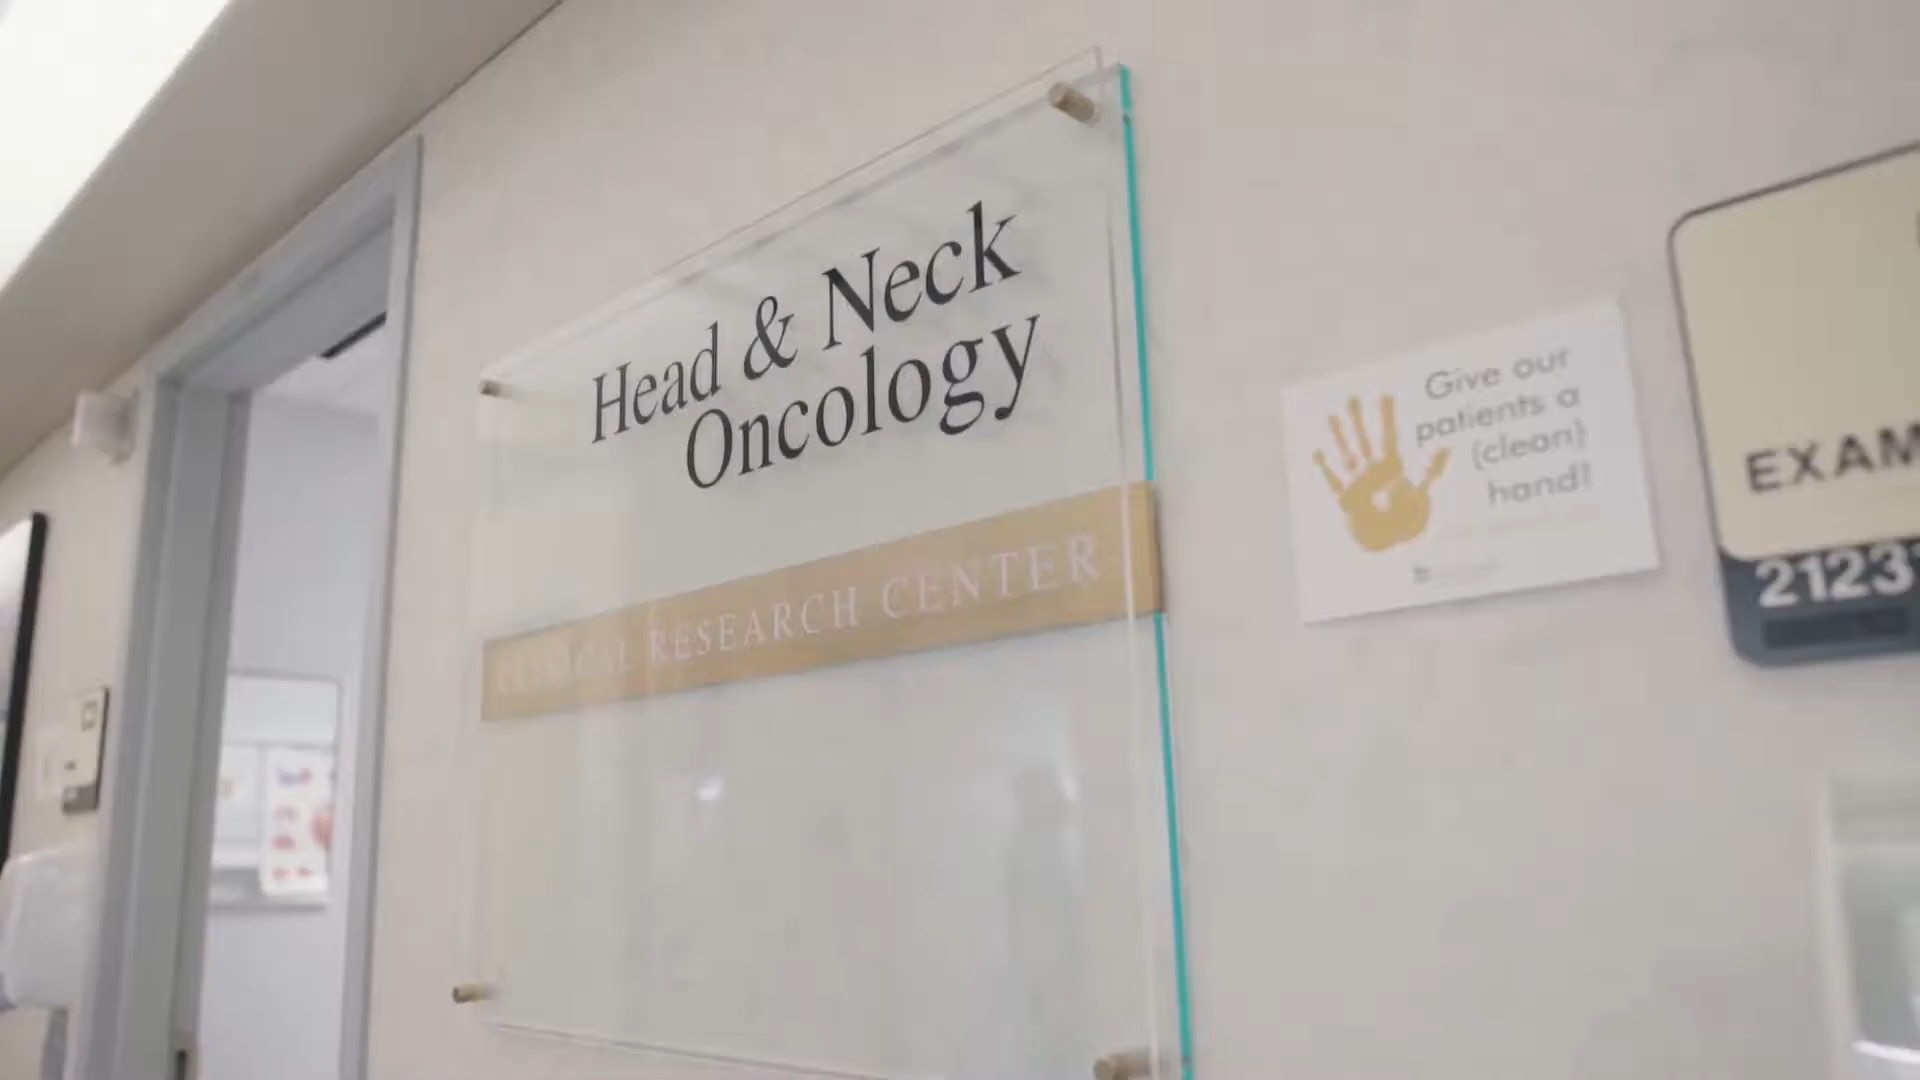 Head & Neck
Oncology
CLINICAL RESEARCH CENTER
Give our
patients a
(clean)
hand!
EXAM
2123